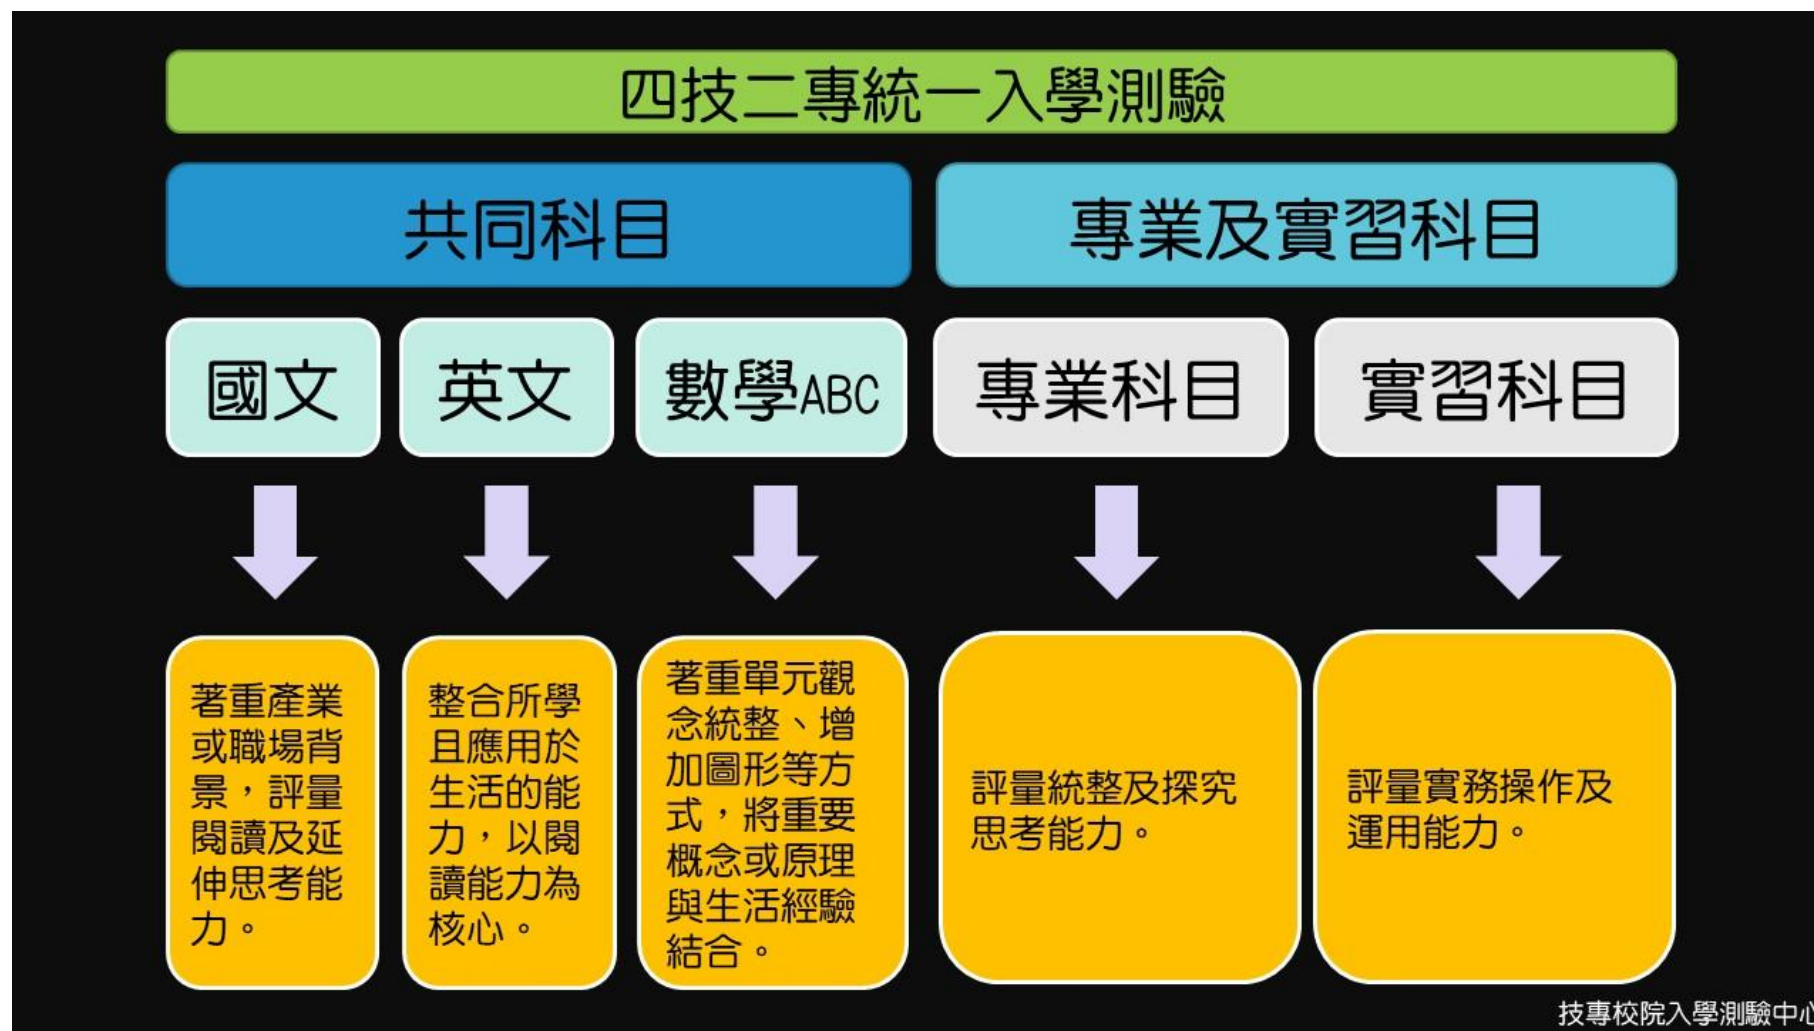 四技二專統一入學測驗
共同科目
專業及實習科目
國文
英文
數學ABC
專業科目
實習科目
著重產業
或職場背
景，評量
閱讀及延
伸思考能
力。
整合所學
且應用於
生活的能
力，以閱
讀能力為
核心。
著重單元觀
念統整、增
加圖形等方
式，將重要
概念或原理
與生活經驗
結合。
評量統整及探究
思考能力。
評量實務操作及
運用能力。
技專校院入學測驗中心